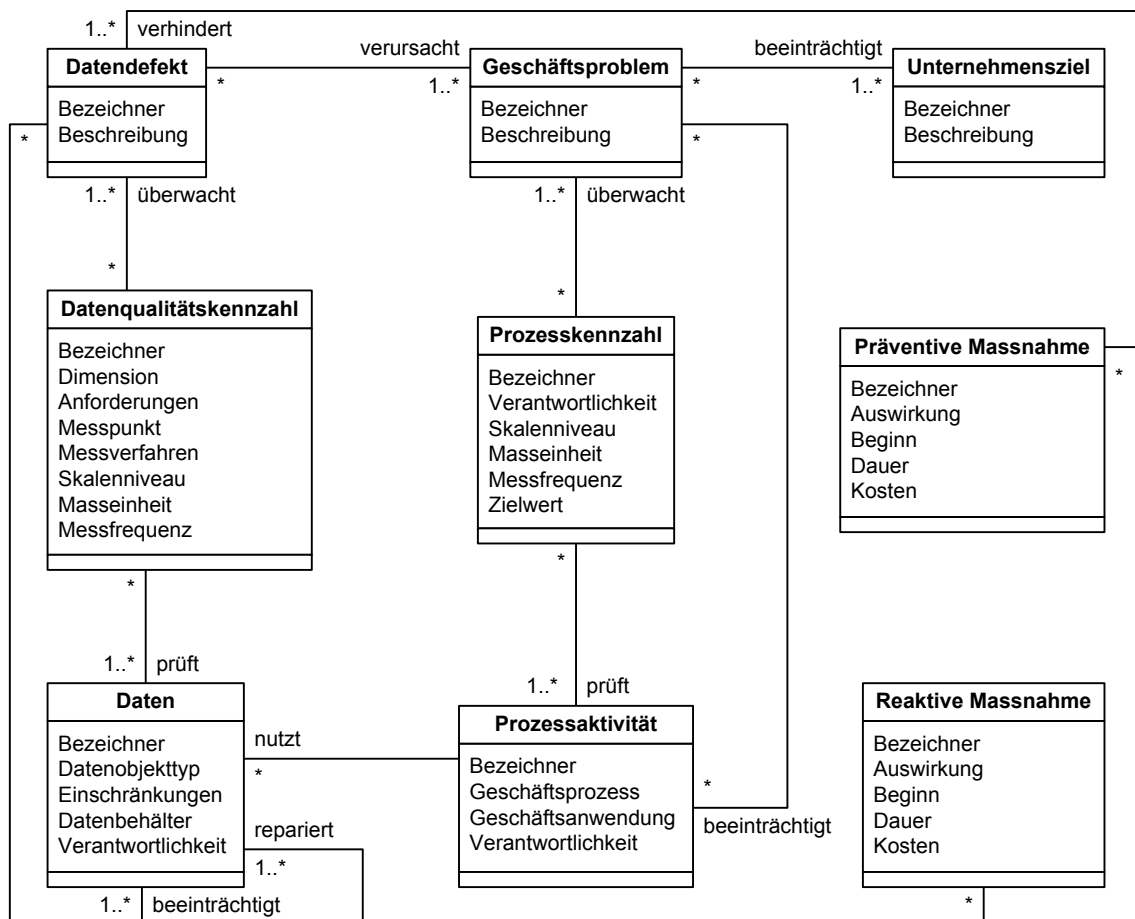 1..* verhindert
Datendefekt
Bezeichner
Beschreibung
verursacht
*
1..*
Geschäftsproblem
Bezeichner
Beschreibung
beeinträchtigt
*
1..*
Unternehmensziel
Bezeichner
Beschreibung
*
*
1..* überwacht
*
1..* überwacht
*
Datenqualitätskennzahl
Bezeichner
Dimension
Anforderungen
Messpunkt
Messverfahren
Skalenniveau
Masseinheit
Messfrequenz
Prozesskennzahl
Bezeichner
Verantwortlichkeit
Skalenniveau
Masseinheit
Messfrequenz
Zielwert
Präventive Massnahme
Bezeichner
Auswirkung
Beginn
Dauer
Kosten
*
*
1..* prüft
*
1..* prüft
Daten
Bezeichner
Datenobjekttyp
Einschränkungen
Datenbehälter
Verantwortlichkeit
nutzt
*
repariert
1..*
1..* beeinträchtigt
Prozessaktivität
Bezeichner
Geschäftsprozess
Geschäftsanwendung
Verantwortlichkeit
*
beeinträchtigt
Reaktive Massnahme
Bezeichner
Auswirkung
Beginn
Dauer
Kosten
*